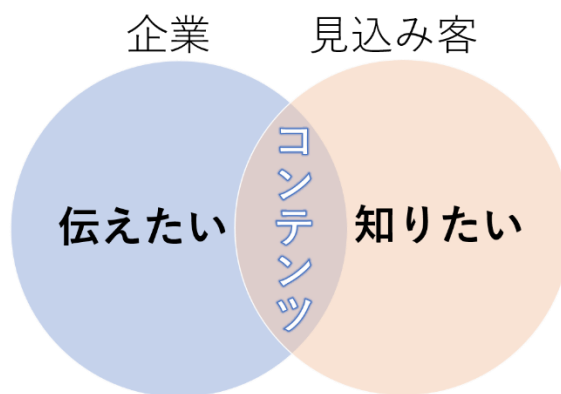 企業
見込み客
伝えたい
コンテンツ
知りたい